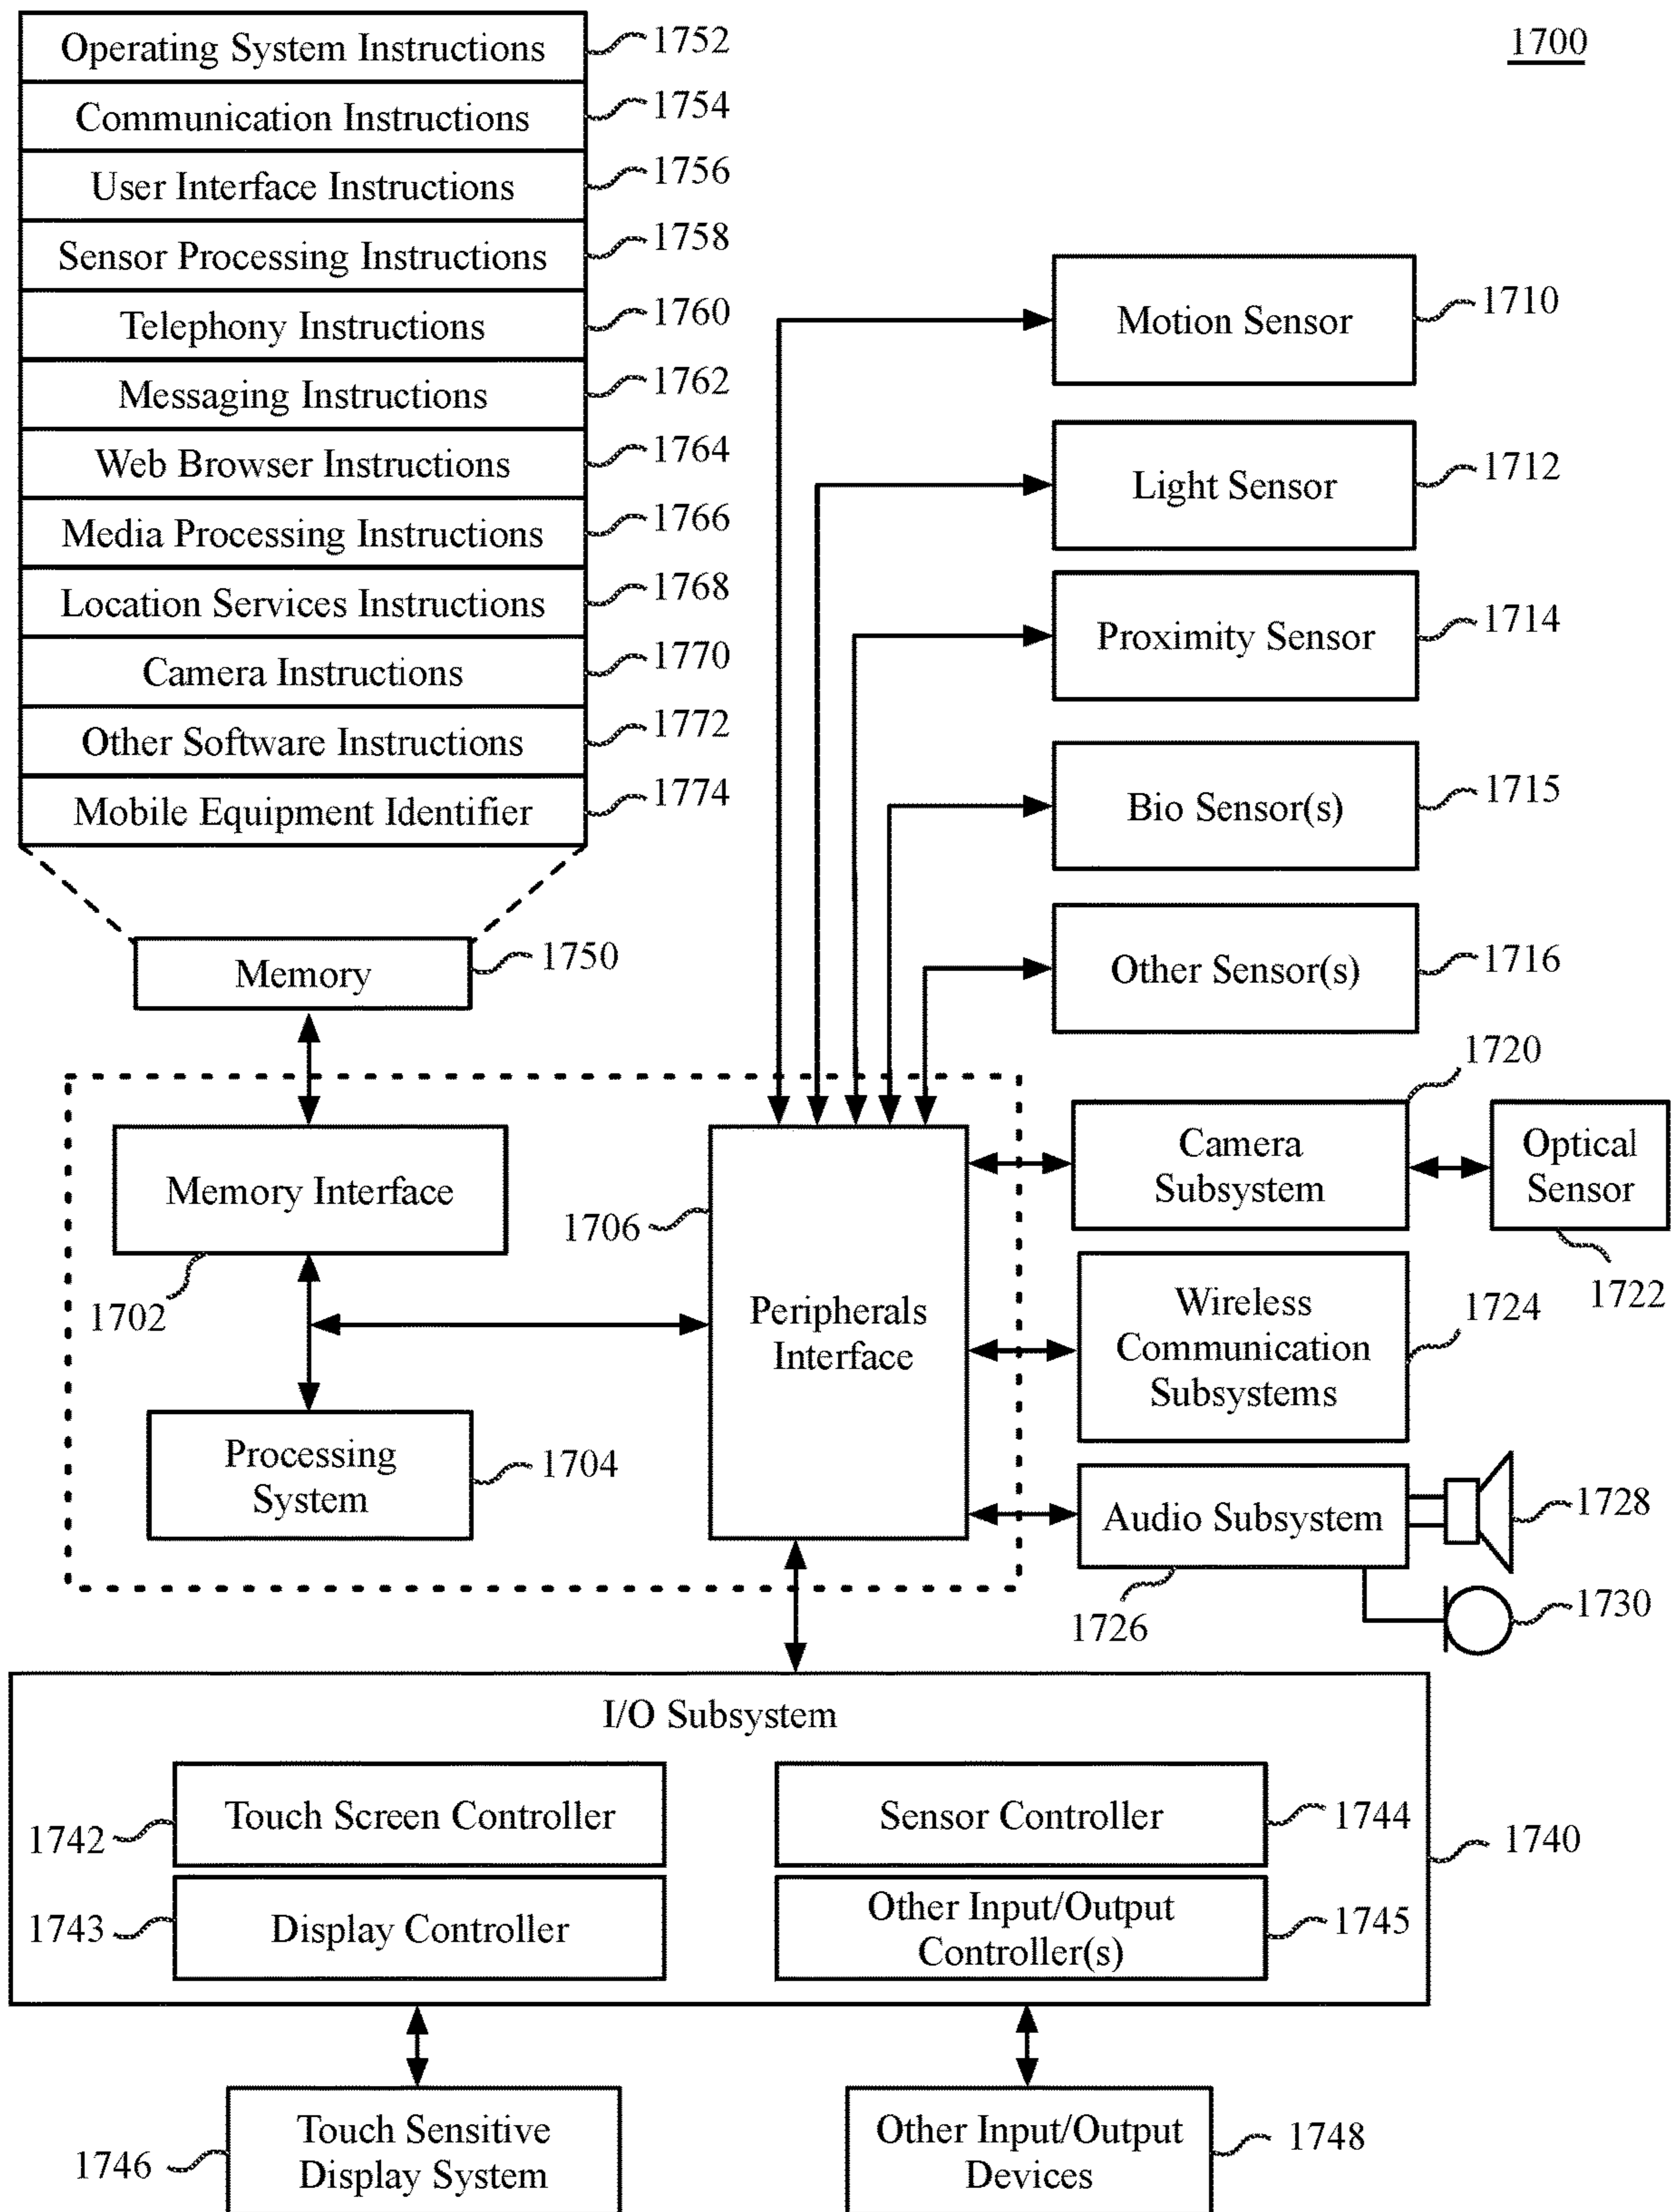 1700
Operating System Instructions
1752
Communication Instructions
1754
User Interface Instructions
1756
Sensor Processing Instructions
1758
Telephony Instructions
1760
Messaging Instructions
1762
Web Browser Instructions
1764
Media Processing Instructions
1766
Location Services Instructions
1768
Camera Instructions
1770
Other Software Instructions
1772
Mobile Equipment Identifier
1774
Memory
1750
Motion Sensor
1710
Light Sensor
1712
Proximity Sensor
1714
Bio Sensor(s)
1715
Other Sensor(s)
1716
Memory Interface
1702
Processing
System
1704
1706
Peripherals
Interface
1720
Camera
Subsystem
Optical
Sensor
1722
Wireless
Communication
Subsystems
1724
Audio Subsystem
1726
1728
1730
I/O Subsystem
1740
Touch Screen Controller
1742
Sensor Controller
1744
Display Controller
1743
Other Input/Output
Controller(s)
1745
Touch Sensitive
Display System
1746
Other Input/Output
Devices
1748